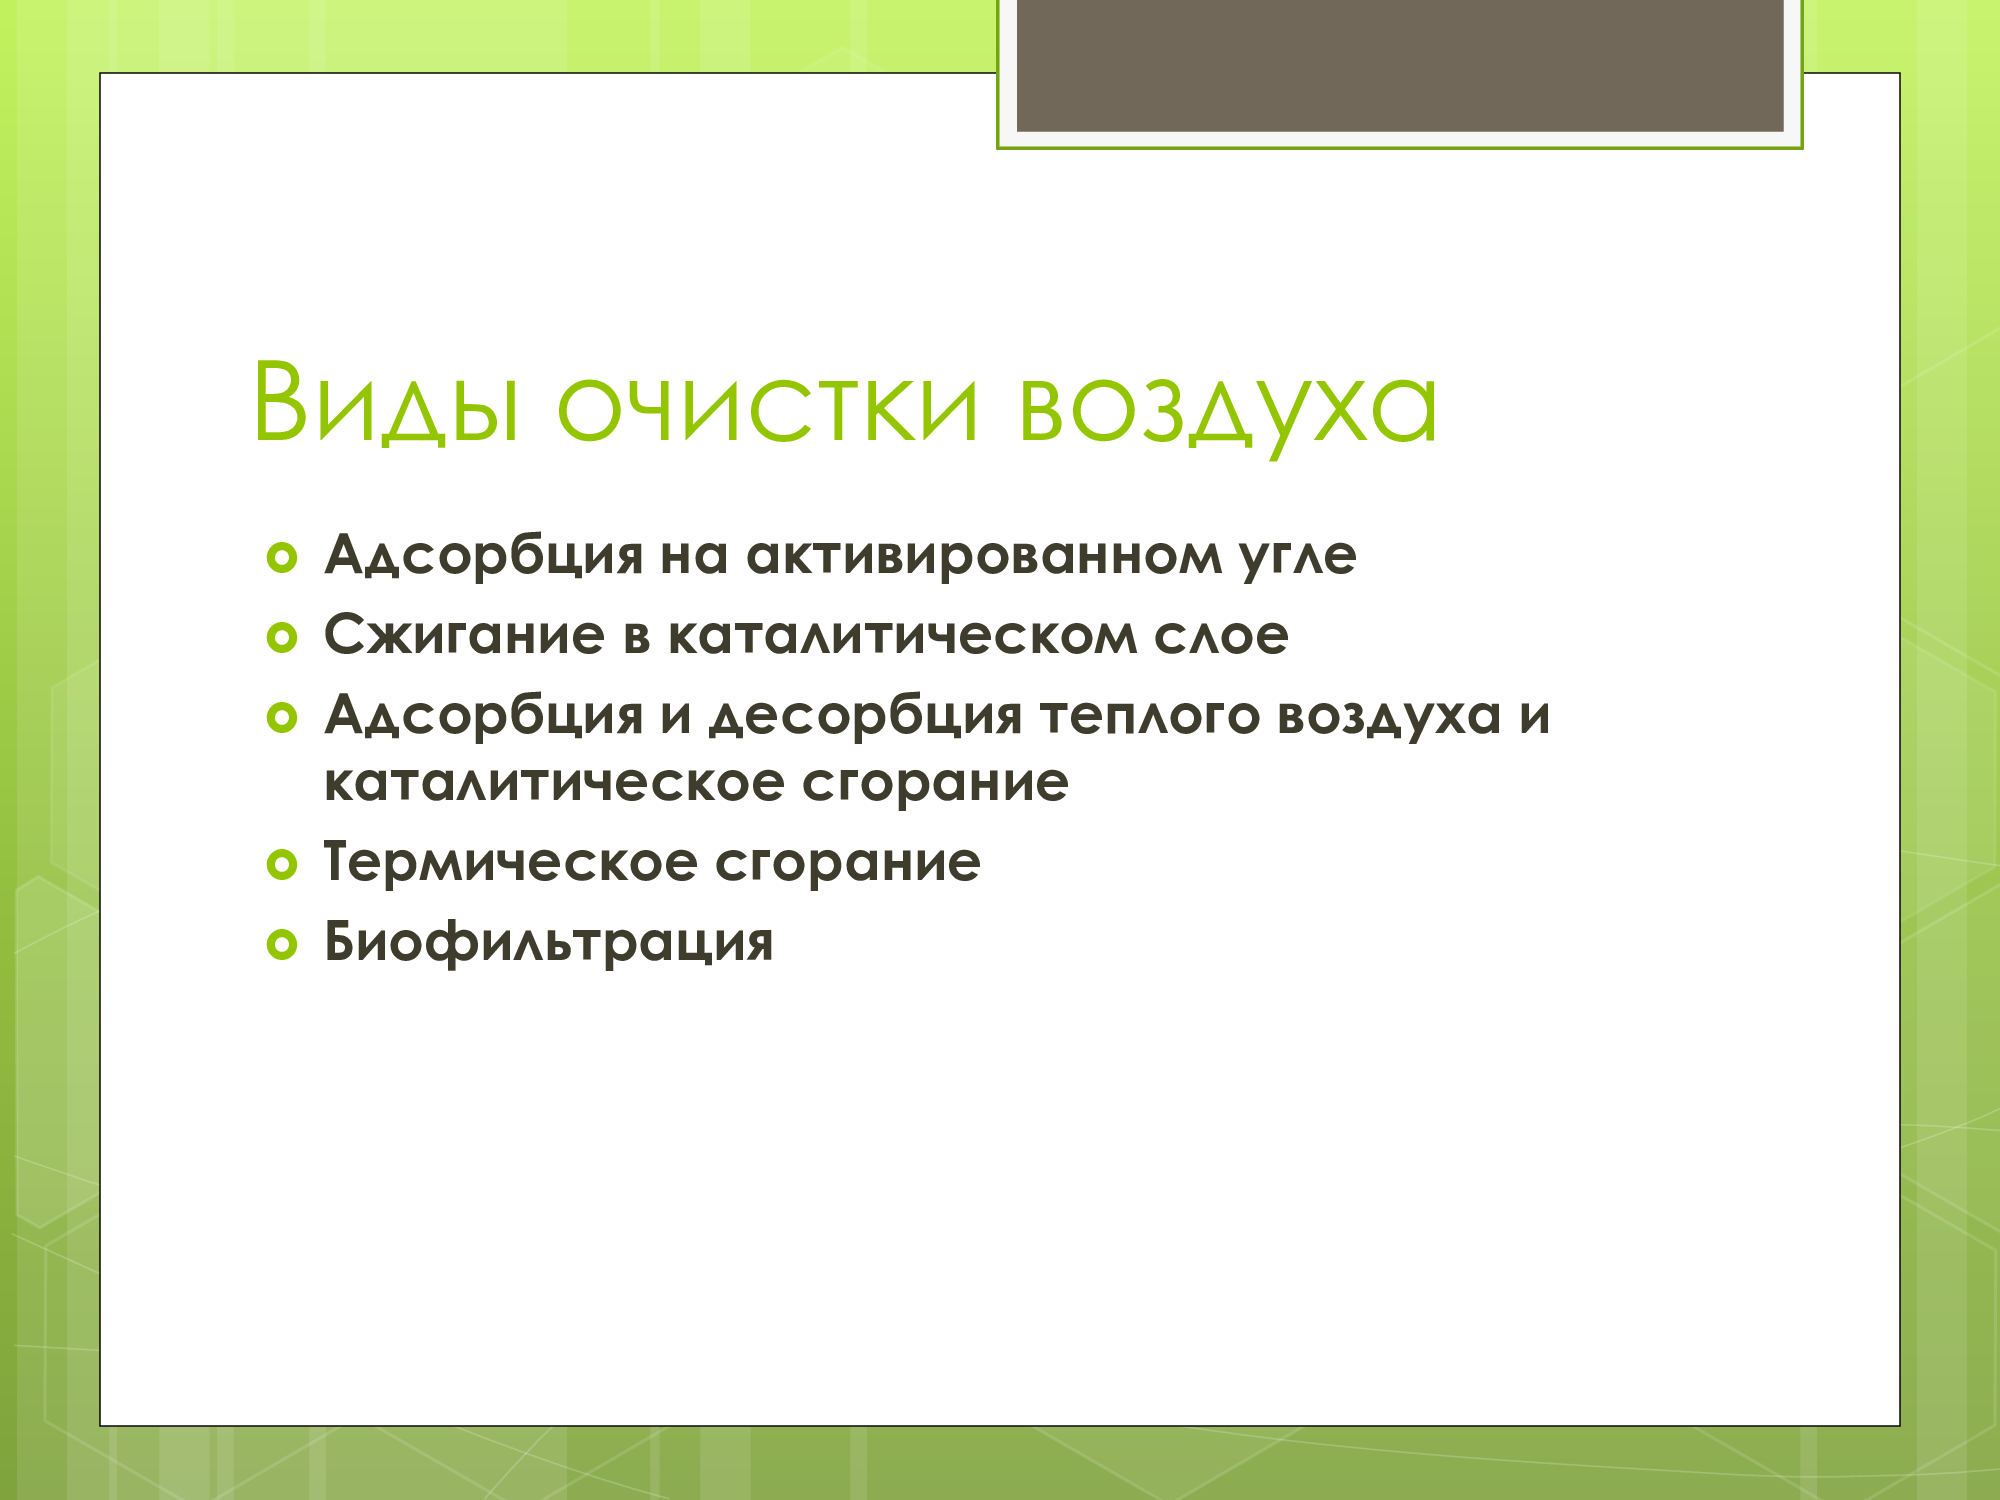 Виды очистки воздуха
Адсорбция на активированном угле
Сжигание в каталитическом слое
Адсорбция и десорбция теплого воздуха и
каталитическое сгорание
Термическое сгорание
Биофильтрация